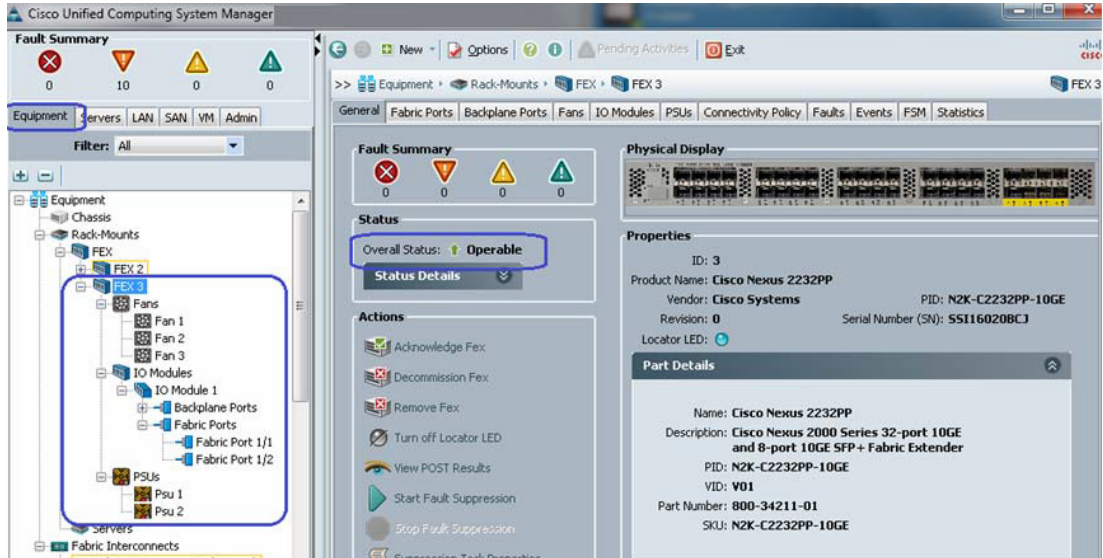 Cisco Unified Computing System Manager
Fault Summary
0 10 0 0
Equipment Servers LAN SAN VM Admin
Filter: All
Equipment
Chassis
Rack-Mounts
FEX
FEX 2
FEX 3
Fans
Fan 1
Fan 2
Fan 3
IO Modules
IO Module 1
Backplane Ports
Fabric Ports
Fabric Port 1/1
Fabric Port 1/2
PSUs
Psu 1
Psu 2
Servers
Fabric Interconnects
New Options Pending Activities Exit
>> Equipment Rack-Mounts FEX FEX 3
FEX 3
General Fabric Ports Backplane Ports Fans IO Modules PSUs Connectivity Policy Faults Events FSM Statistics
Fault Summary
0 0 0 0
Status
Overall Status: Operable
Status Details
Actions
Acknowledge Fex
Decommission Fex
Remove Fex
Turn off Locator LED
View POST Results
Start Fault Suppression
Stop Fault Suppression
Suppression Task Properties
Physical Display
Properties
ID: 3
Product Name: Cisco Nexus 2232PP
Vendor: Cisco Systems PID: N2K-C2232PP-10GE
Revision: 0 Serial Number (SN): SSI16020BCJ
Locator LED:
Part Details
Name: Cisco Nexus 2232PP
Description: Cisco Nexus 2000 Series 32-port 10GE
and 8-port 10GE SFP+ Fabric Extender
PID: N2K-C2232PP-10GE
VID: V01
Part Number: 800-34211-01
SKU: N2K-C2232PP-10GE